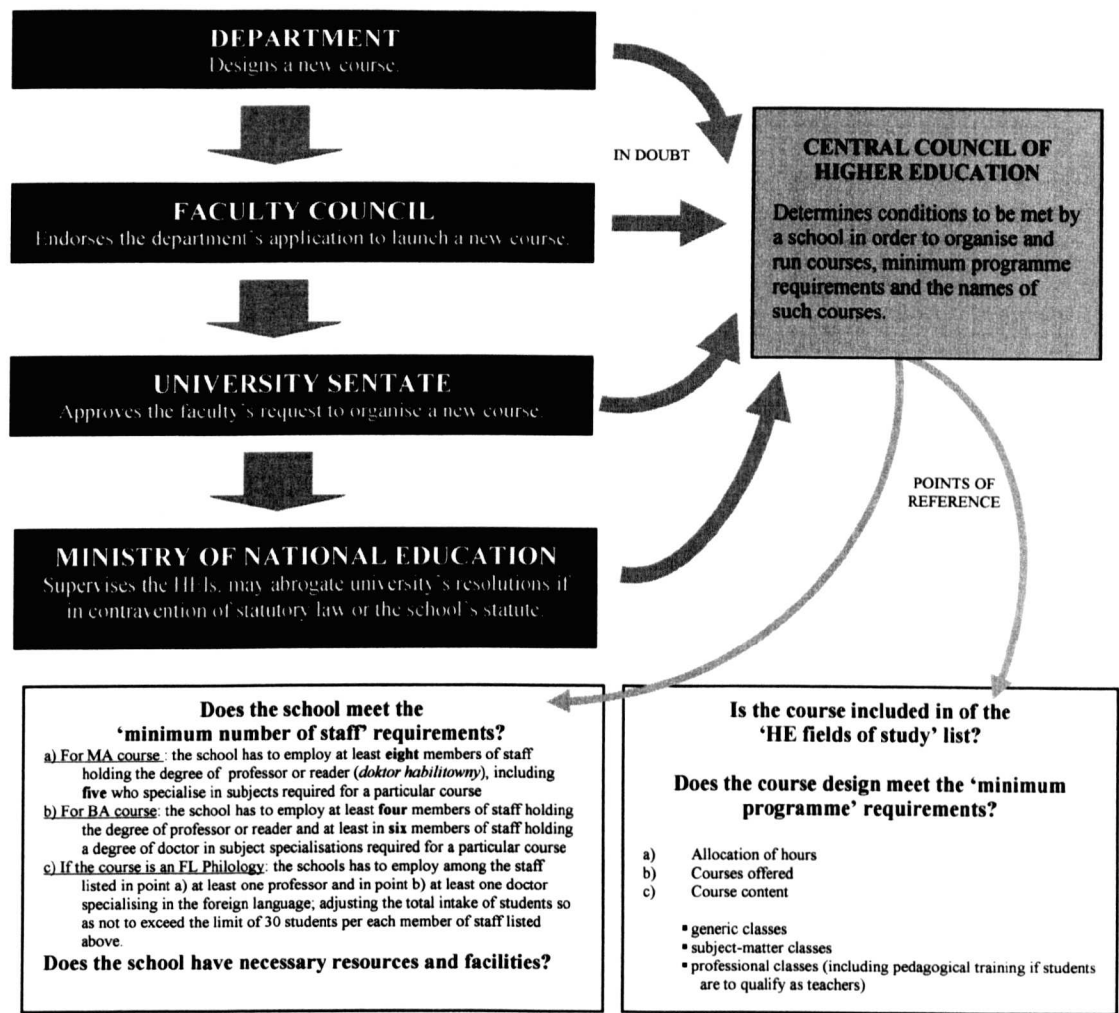 DEPARTMENT
Designs a new course.
IN DOUBT
FACULTY COUNCIL
Endorses the department's application to launch a new course.
UNIVERSITY SENTATE
Approves the faculty's request to organise a new course.
MINISTRY OF NATIONAL EDUCATION
Supervises the HEIs, may abrogate university's resolutions if
in contravention of statutory law or the school's statute.
CENTRAL COUNCIL OF
HIGHER EDUCATION
Determines conditions to be met by
a school in order to organise and
run courses, minimum programme
requirements and the names of
such courses.
POINTS OF
REFERENCE
Does the school meet the
‘minimum number of staff’ requirements?
a) For MA course : the school has to employ at least eight members of staff
holding the degree of professor or reader (doktor habilitowny), including
five who specialise in subjects required for a particular course
b) For BA course: the school has to employ at least four members of staff holding
the degree of professor or reader and at least in six members of staff holding
a degree of doctor in subject specialisations required for a particular course
c) If the course is an FL Philology: the schools has to employ among the staff
listed in point a) at least one professor and in point b) at least one doctor
specialising in the foreign language; adjusting the total intake of students so
as not to exceed the limit of 30 students per each member of staff listed
above.
Does the school have necessary resources and facilities?
Is the course included in of the
‘HE fields of study’ list?
Does the course design meet the ‘minimum
programme’ requirements?
a) Allocation of hours
b) Courses offered
c) Course content
▪ generic classes
▪ subject-matter classes
▪ professional classes (including pedagogical training if students
are to qualify as teachers)